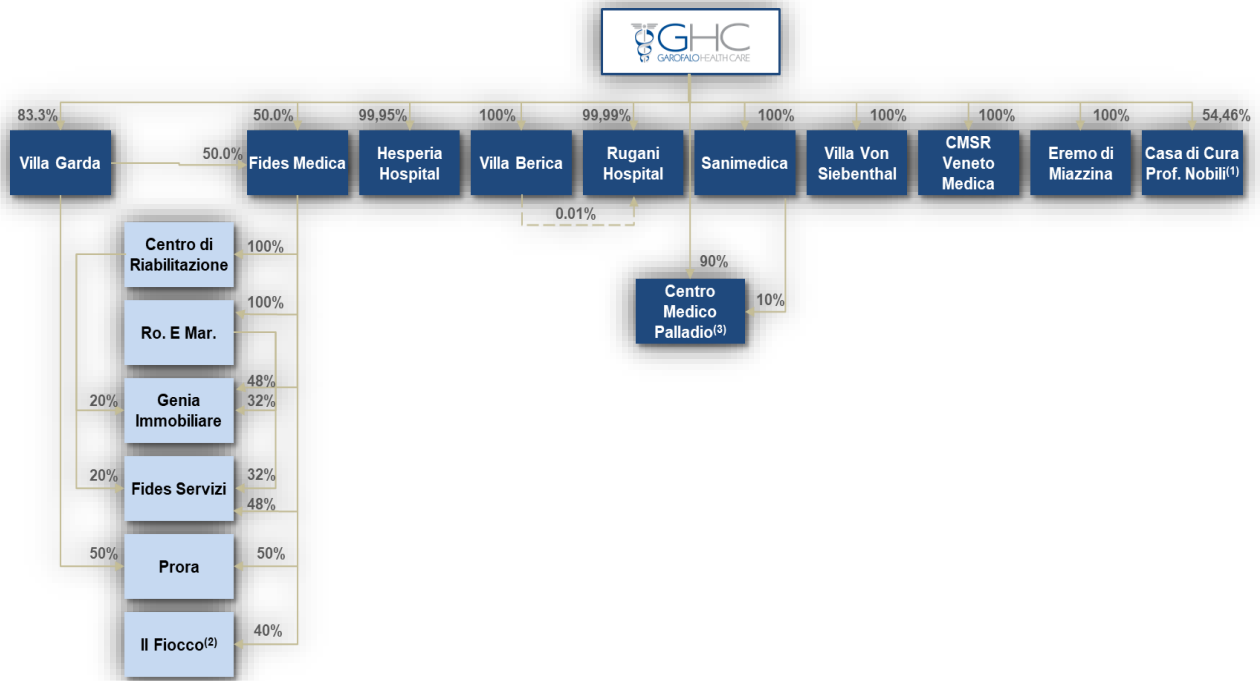 GHC
GAROFALO HEALTH CARE
83.3%
50.0%
99,95%
100%
99,99%
100%
100%
100%
100%
54,46%
Villa Garda
50.0%
Fides Medica
Hesperia
Hospital
Villa Berica
Rugani
Hospital
Sanimedica
Villa Von
Siebenthal
CMSR
Veneto
Medica
Eremo di
Miazzina
Casa di Cura
Prof. Nobili(1)
0.01%
Centro di
Riabilitazione
100%
90%
Centro
Medico
Palladio(3)
10%
100%
Ro. E Mar.
48%
20%
Genia
Immobiliare
32%
20%
Fides Servizi
32%
48%
50%
Prora
50%
Il Fiocco(2)
40%